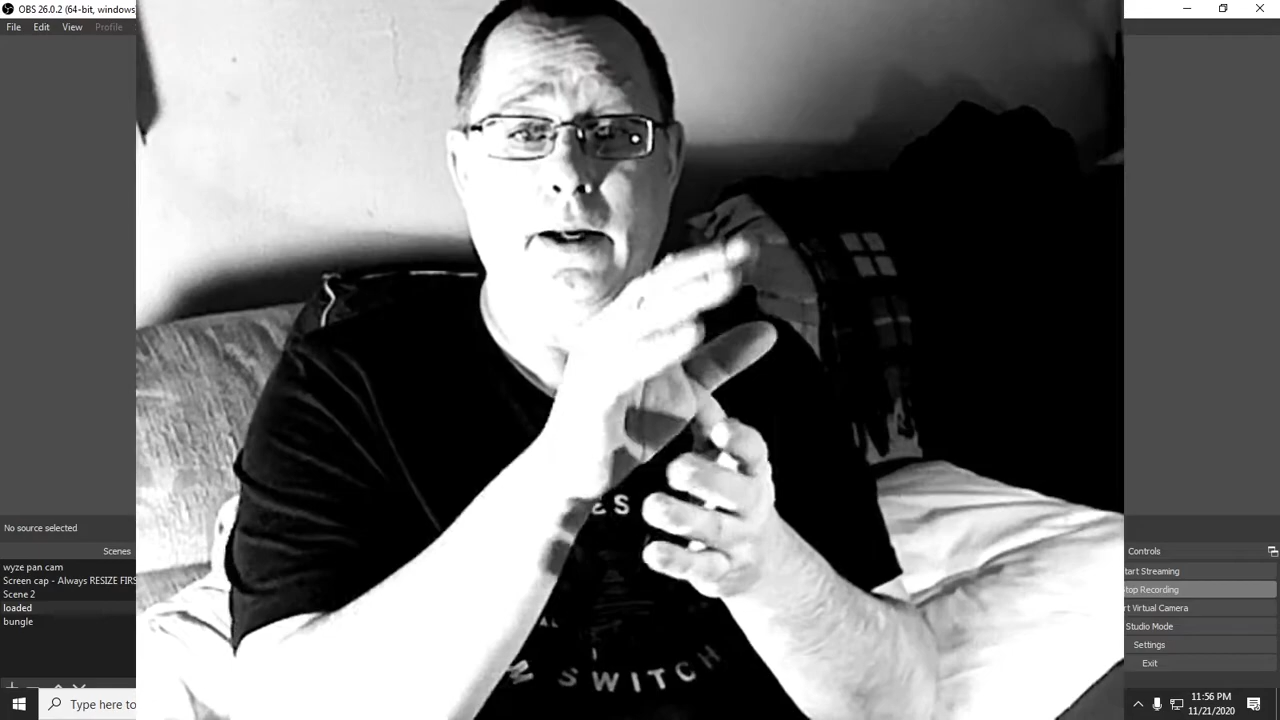 OBS 26.0.2 (64-bit, windows
File Edit View Profile
No source selected
Scenes
wyze pan cam
Screen cap - Always RESIZE FIRS
Scene 2
loaded
bungle
Controls
tart Streaming
Stop Recording
rt Virtual Camera
Studio Mode
Settings
Exit
ES
AL
M SWITCH
Type here to
11:56 PM
11/21/2020